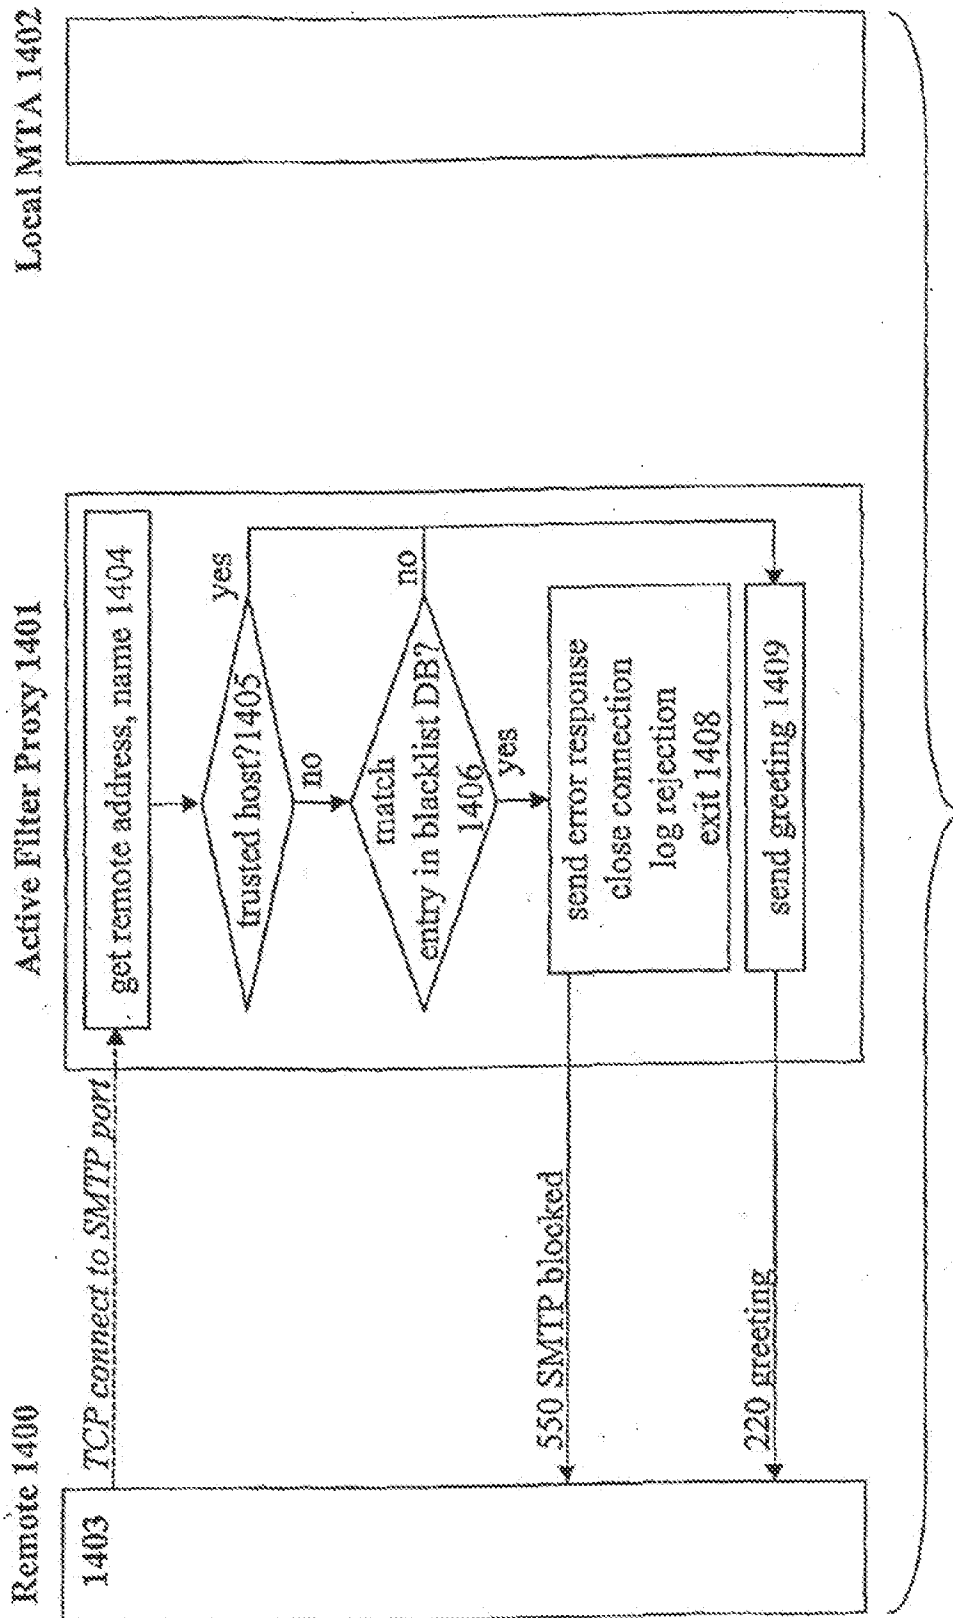 Remote 1400
Active Filter Proxy 1401
Local MTA 1402
1403
TCP connect to SMTP port
get remote address, name 1404
trusted host?1405
yes
no
match
entry in blacklist DB?
1406
no
yes
550 SMTP blocked
send error response
close connection
log rejection
exit 1408
220 greeting
send greeting 1409